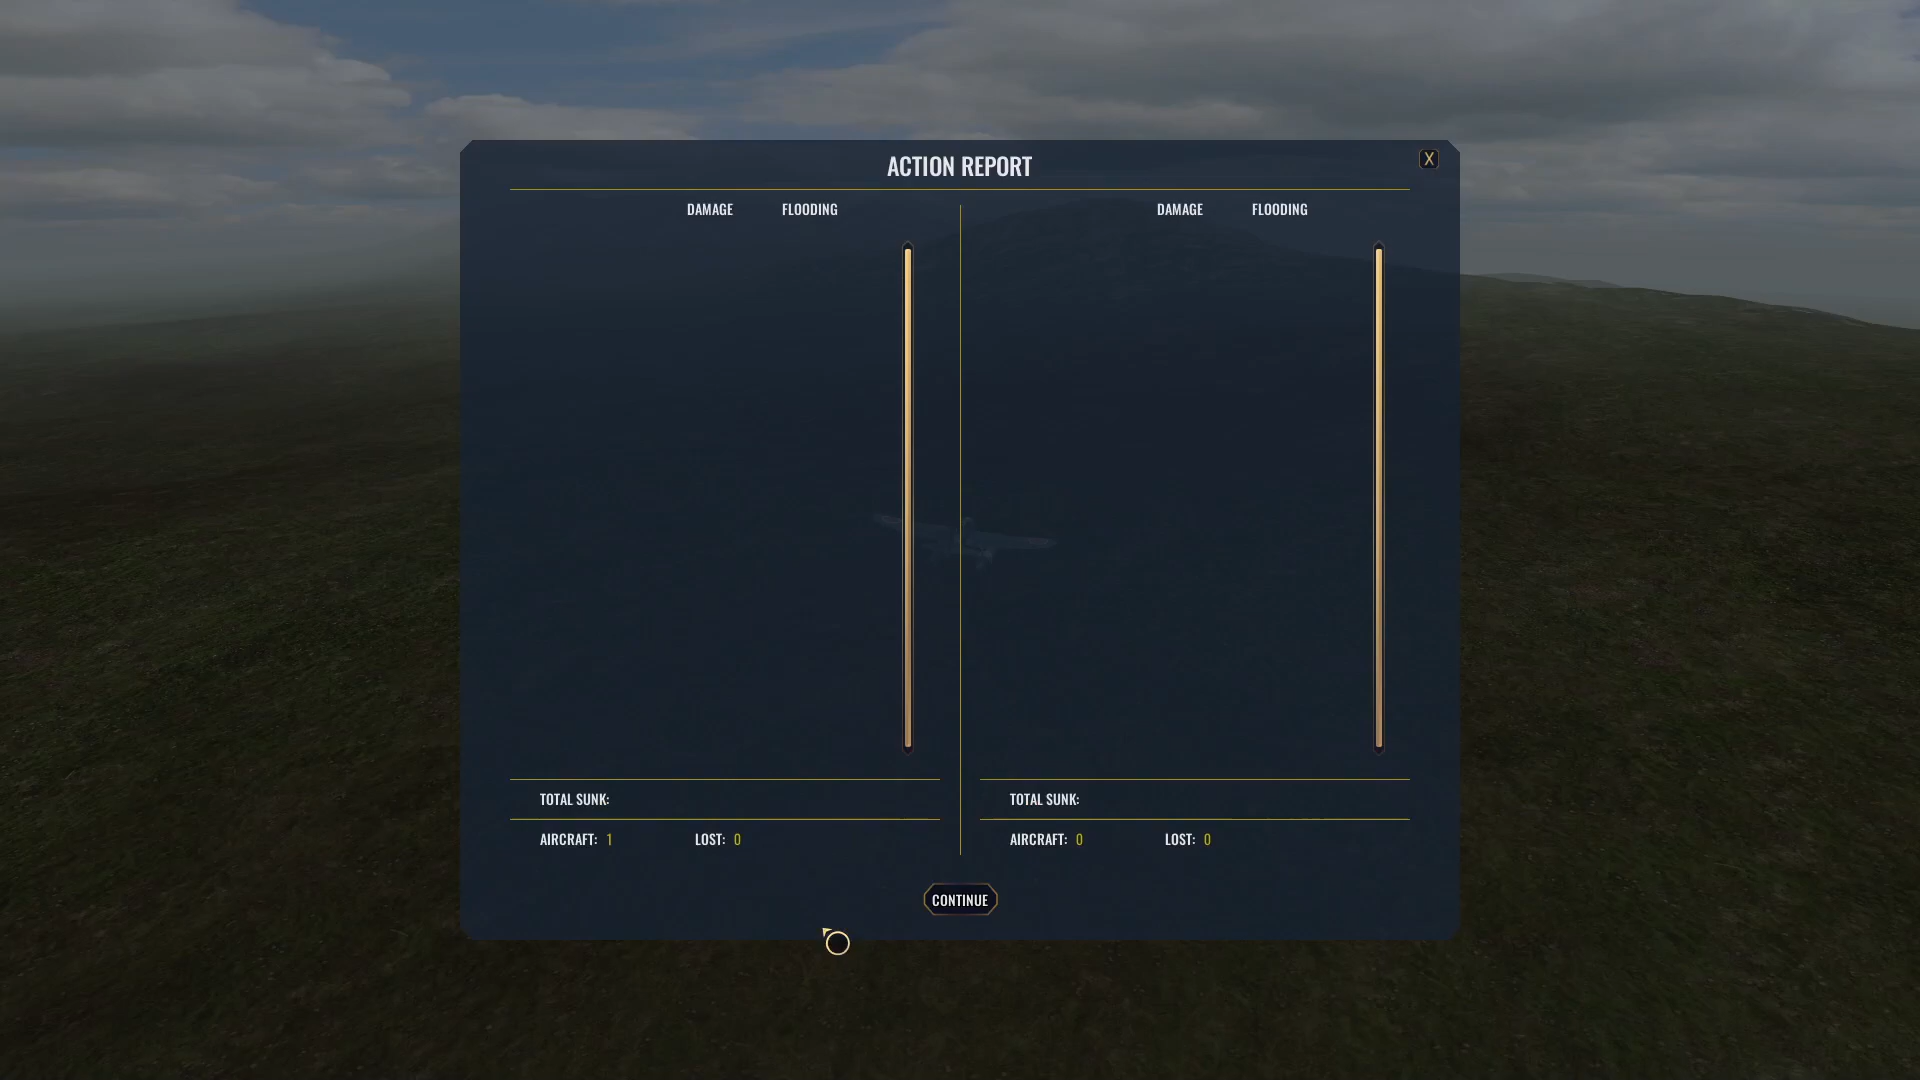 ACTION REPORT
X
DAMAGE FLOODING
DAMAGE FLOODING
TOTAL SUNK:
TOTAL SUNK:
AIRCRAFT: 1 LOST: 0
AIRCRAFT: 0 LOST: 0
CONTINUE